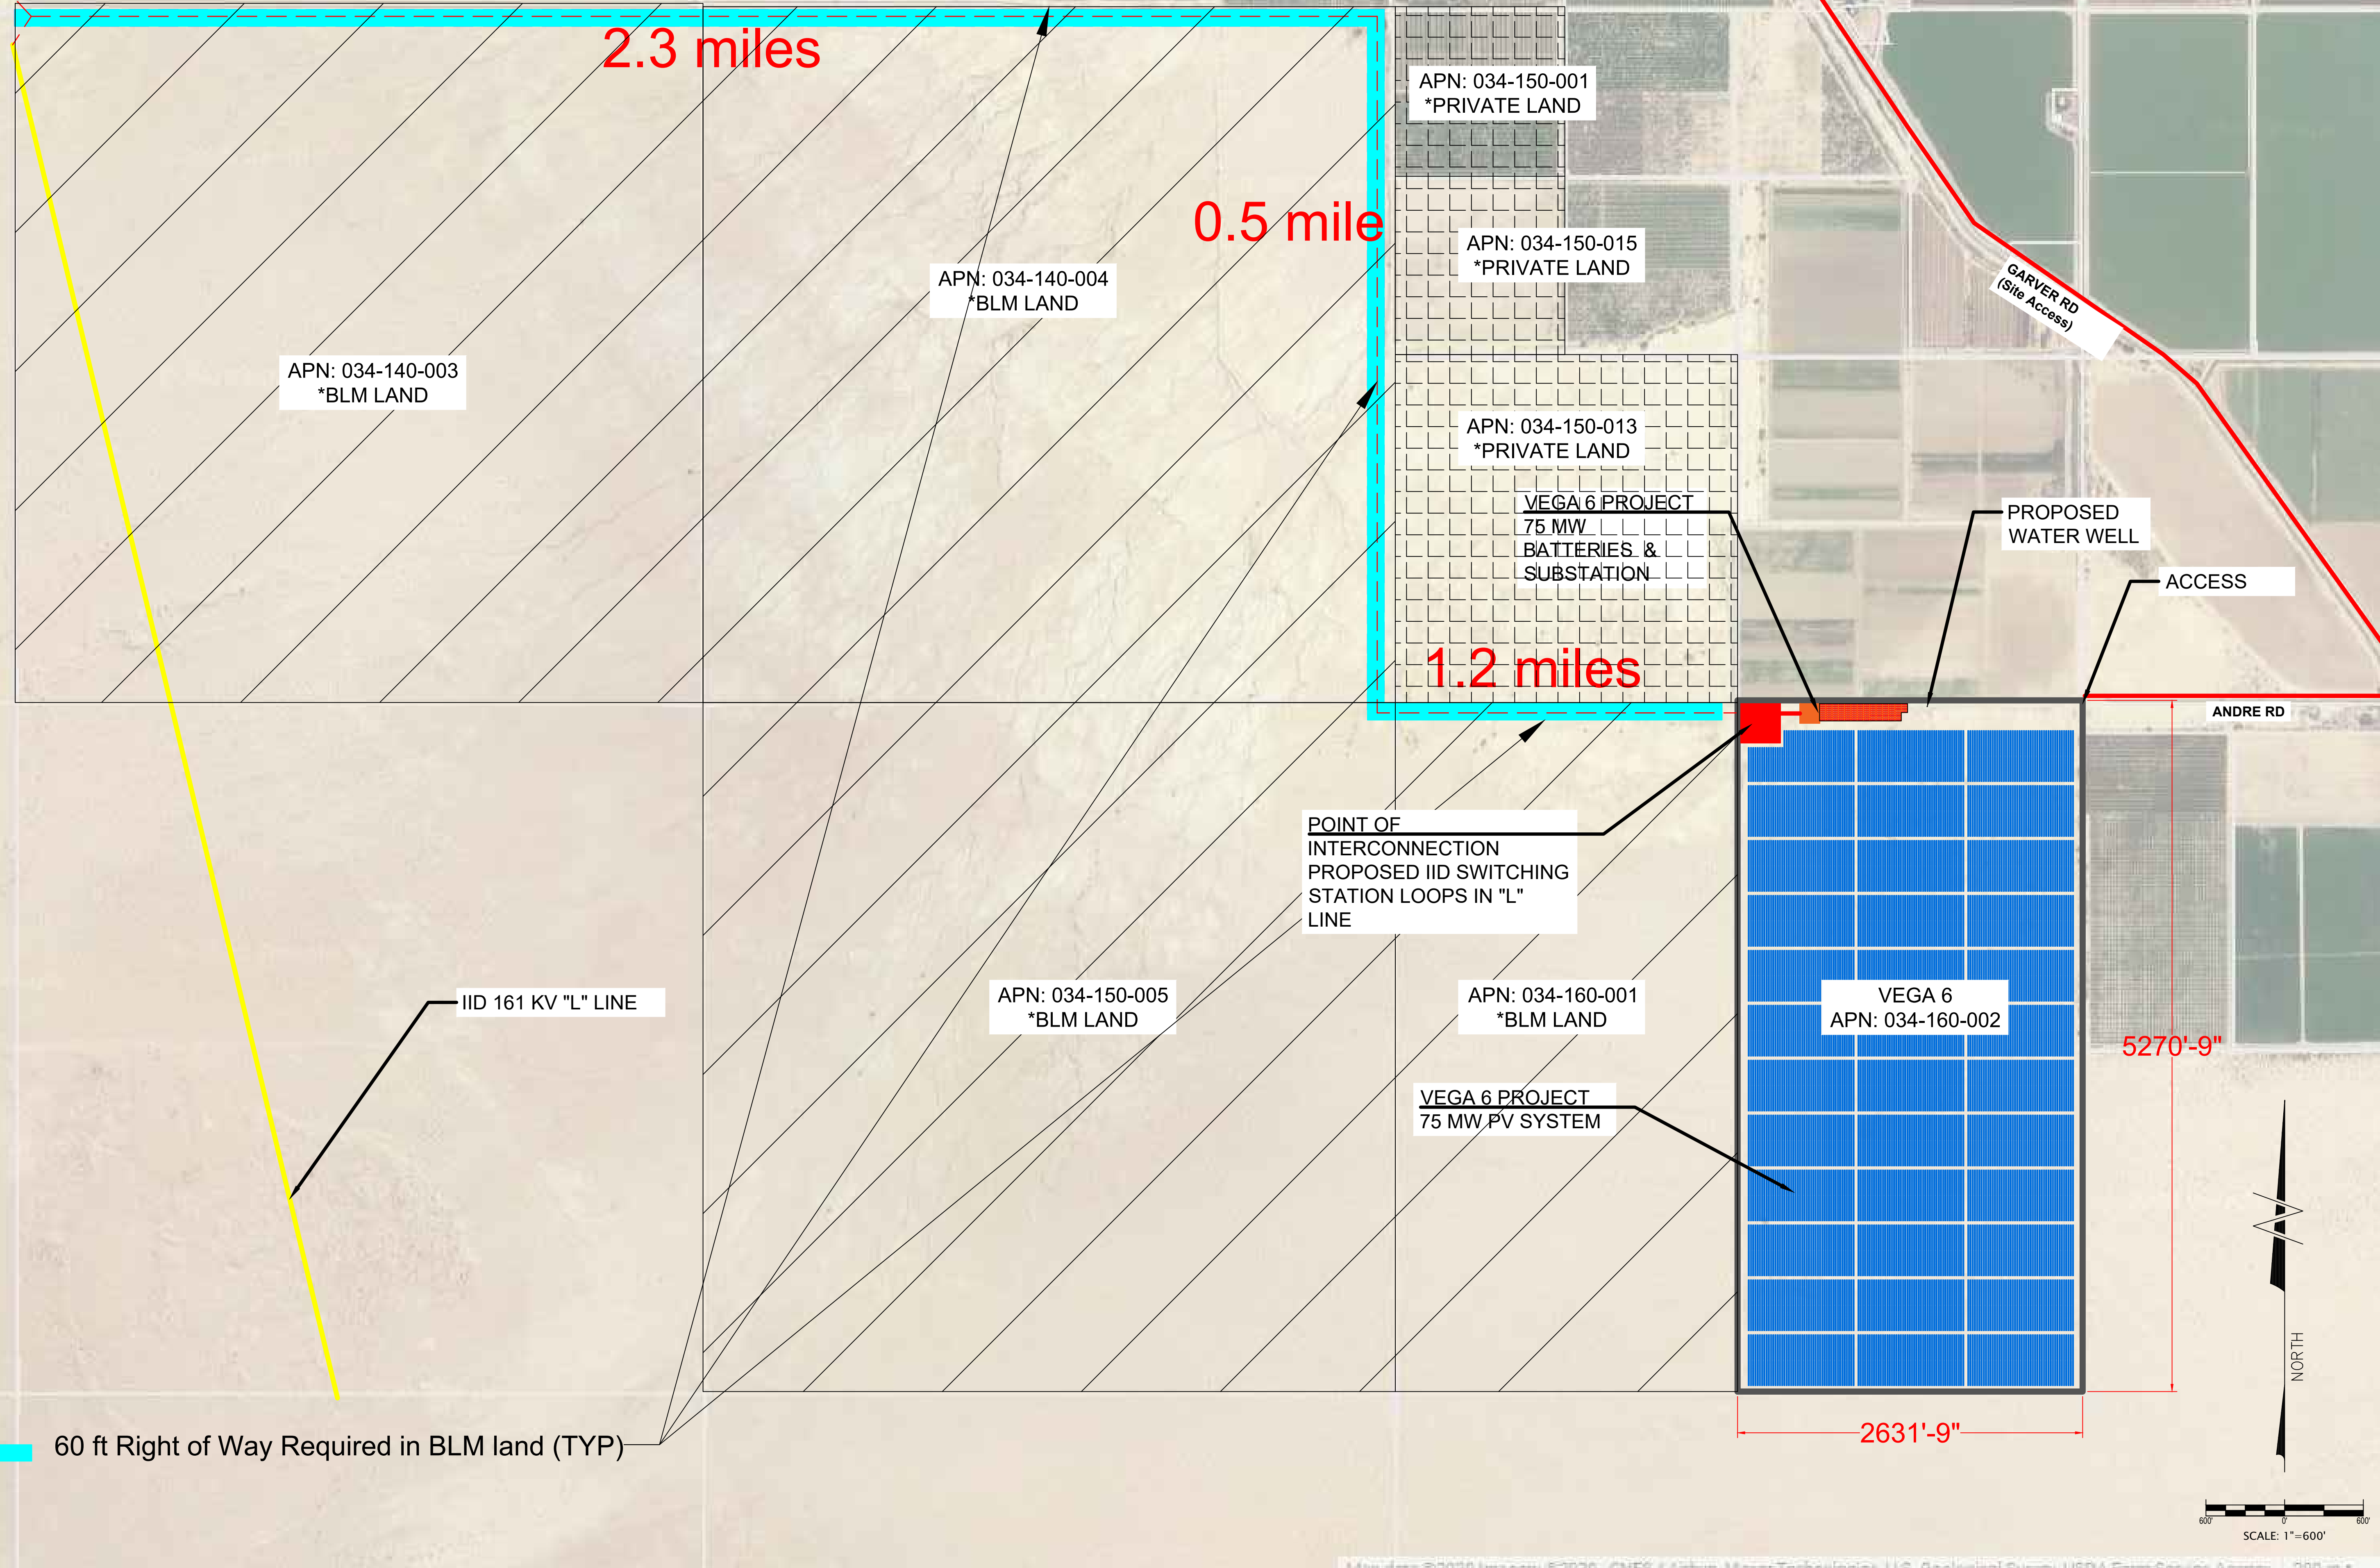 2.3 miles
APN: 034-150-001
*PRIVATE LAND
0.5 mile
APN: 034-150-015
*PRIVATE LAND
GARVER RD
(Site Access)
APN: 034-140-004
*BLM LAND
APN: 034-140-003
*BLM LAND
APN: 034-150-013
*PRIVATE LAND
VEGA 6 PROJECT
75 MW
BATTERIES &
SUBSTATION
PROPOSED
WATER WELL
ACCESS
1.2 miles
ANDRE RD
POINT OF
INTERCONNECTION
PROPOSED IID SWITCHING
STATION LOOPS IN "L"
LINE
IID 161 KV "L" LINE
APN: 034-150-005
*BLM LAND
APN: 034-160-001
*BLM LAND
VEGA 6
APN: 034-160-002
5270'-9"
VEGA 6 PROJECT
75 MW PV SYSTEM
NORTH
2631'-9"
60 ft Right of Way Required in BLM land (TYP)
600' 0' 600'
SCALE: 1"=600'